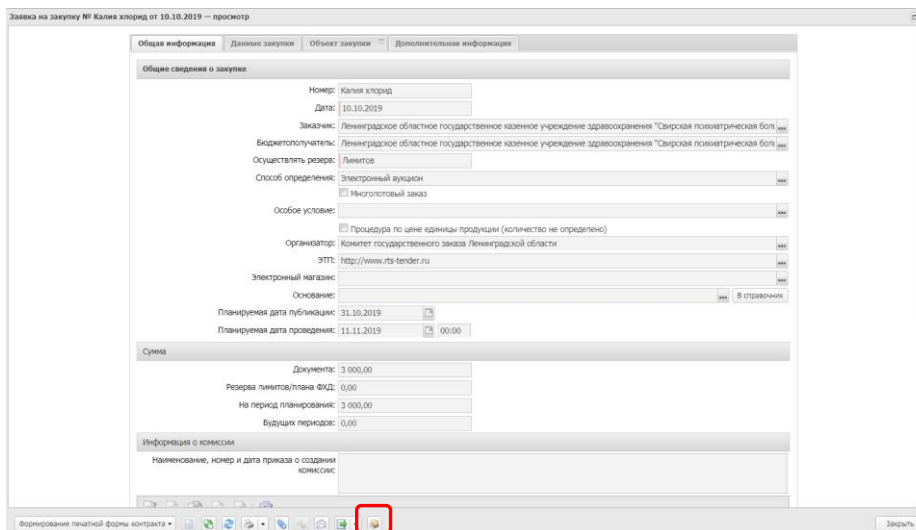 Заявка на закупку № Калия хлорид от 10.10.2019 — просмотр
Общая информация Данные закупки Объект закупки Дополнительная информация
Общие сведения о закупке
Номер: Калия хлорид
Дата: 10.10.2019
Заказчик: Ленинградское областное государственное казенное учреждение здравоохранения "Свирская психиатрическая боль ...
Бюджетополучатель: Ленинградское областное государственное казенное учреждение здравоохранения "Свирская психиатрическая боль ...
Осуществлять резерв: Лимитов
Способ определения: Электронный аукцион ...
Многолотовый заказ
Особое условие: ...
Процедура по цене единицы продукции (количество не определено)
Организатор: Комитет государственного заказа Ленинградской области ...
ЭТП: http://www.rts-tender.ru ...
Электронный магазин: ...
Основание: ... В справочник
Планируемая дата публикации: 31.10.2019
Планируемая дата проведения: 11.11.2019 00:00
Сумма
Документа: 3 000,00
Резерва лимитов/плана ФХД: 0,00
На период планирования: 3 000,00
Будущих периодов: 0,00
Информация о комиссии
Наименование, номер и дата приказа о создании
комиссии:
Формирование печатной формы контракта Закрыть